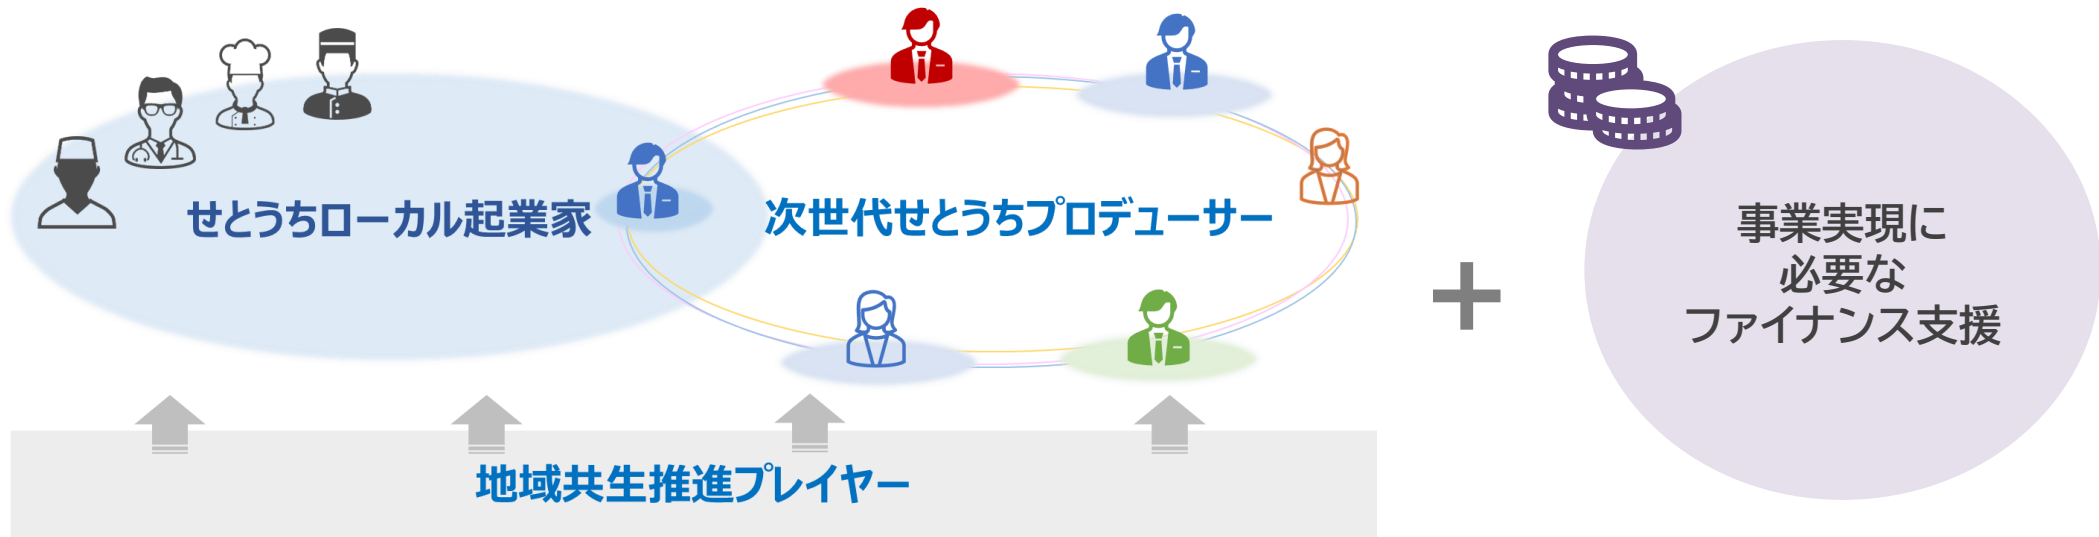 せとうちローカル起業家
次世代せとうちプロデューサー
地域共生推進プレイヤー
+
事業実現に
必要な
ファイナンス支援